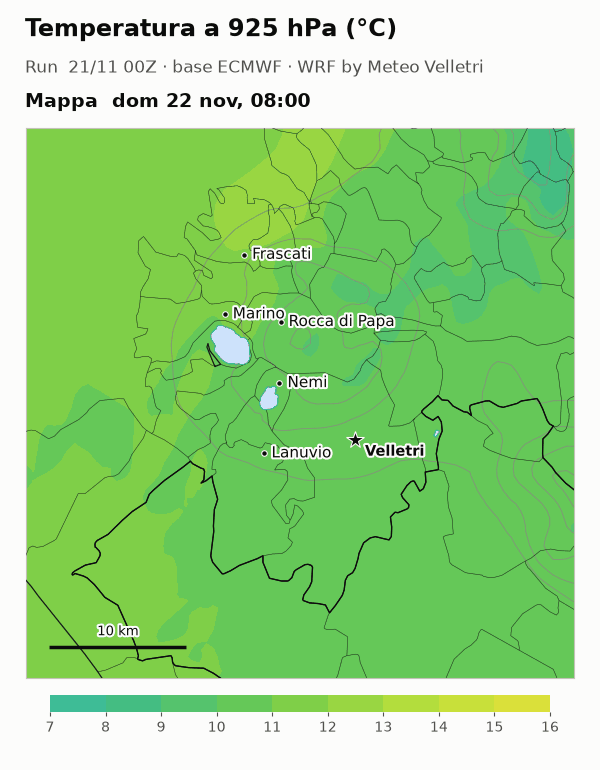 Temperatura a 925 hPa (°C)
Run  21/11 00Z · base ECMWF · WRF by Meteo Velletri
Mappa  dom 22 nov, 08:00
Frascati
Marino
Rocca di Papa
Nemi
Velletri
Lanuvio
10 km
7 8 9 10 11 12 13 14 15 16